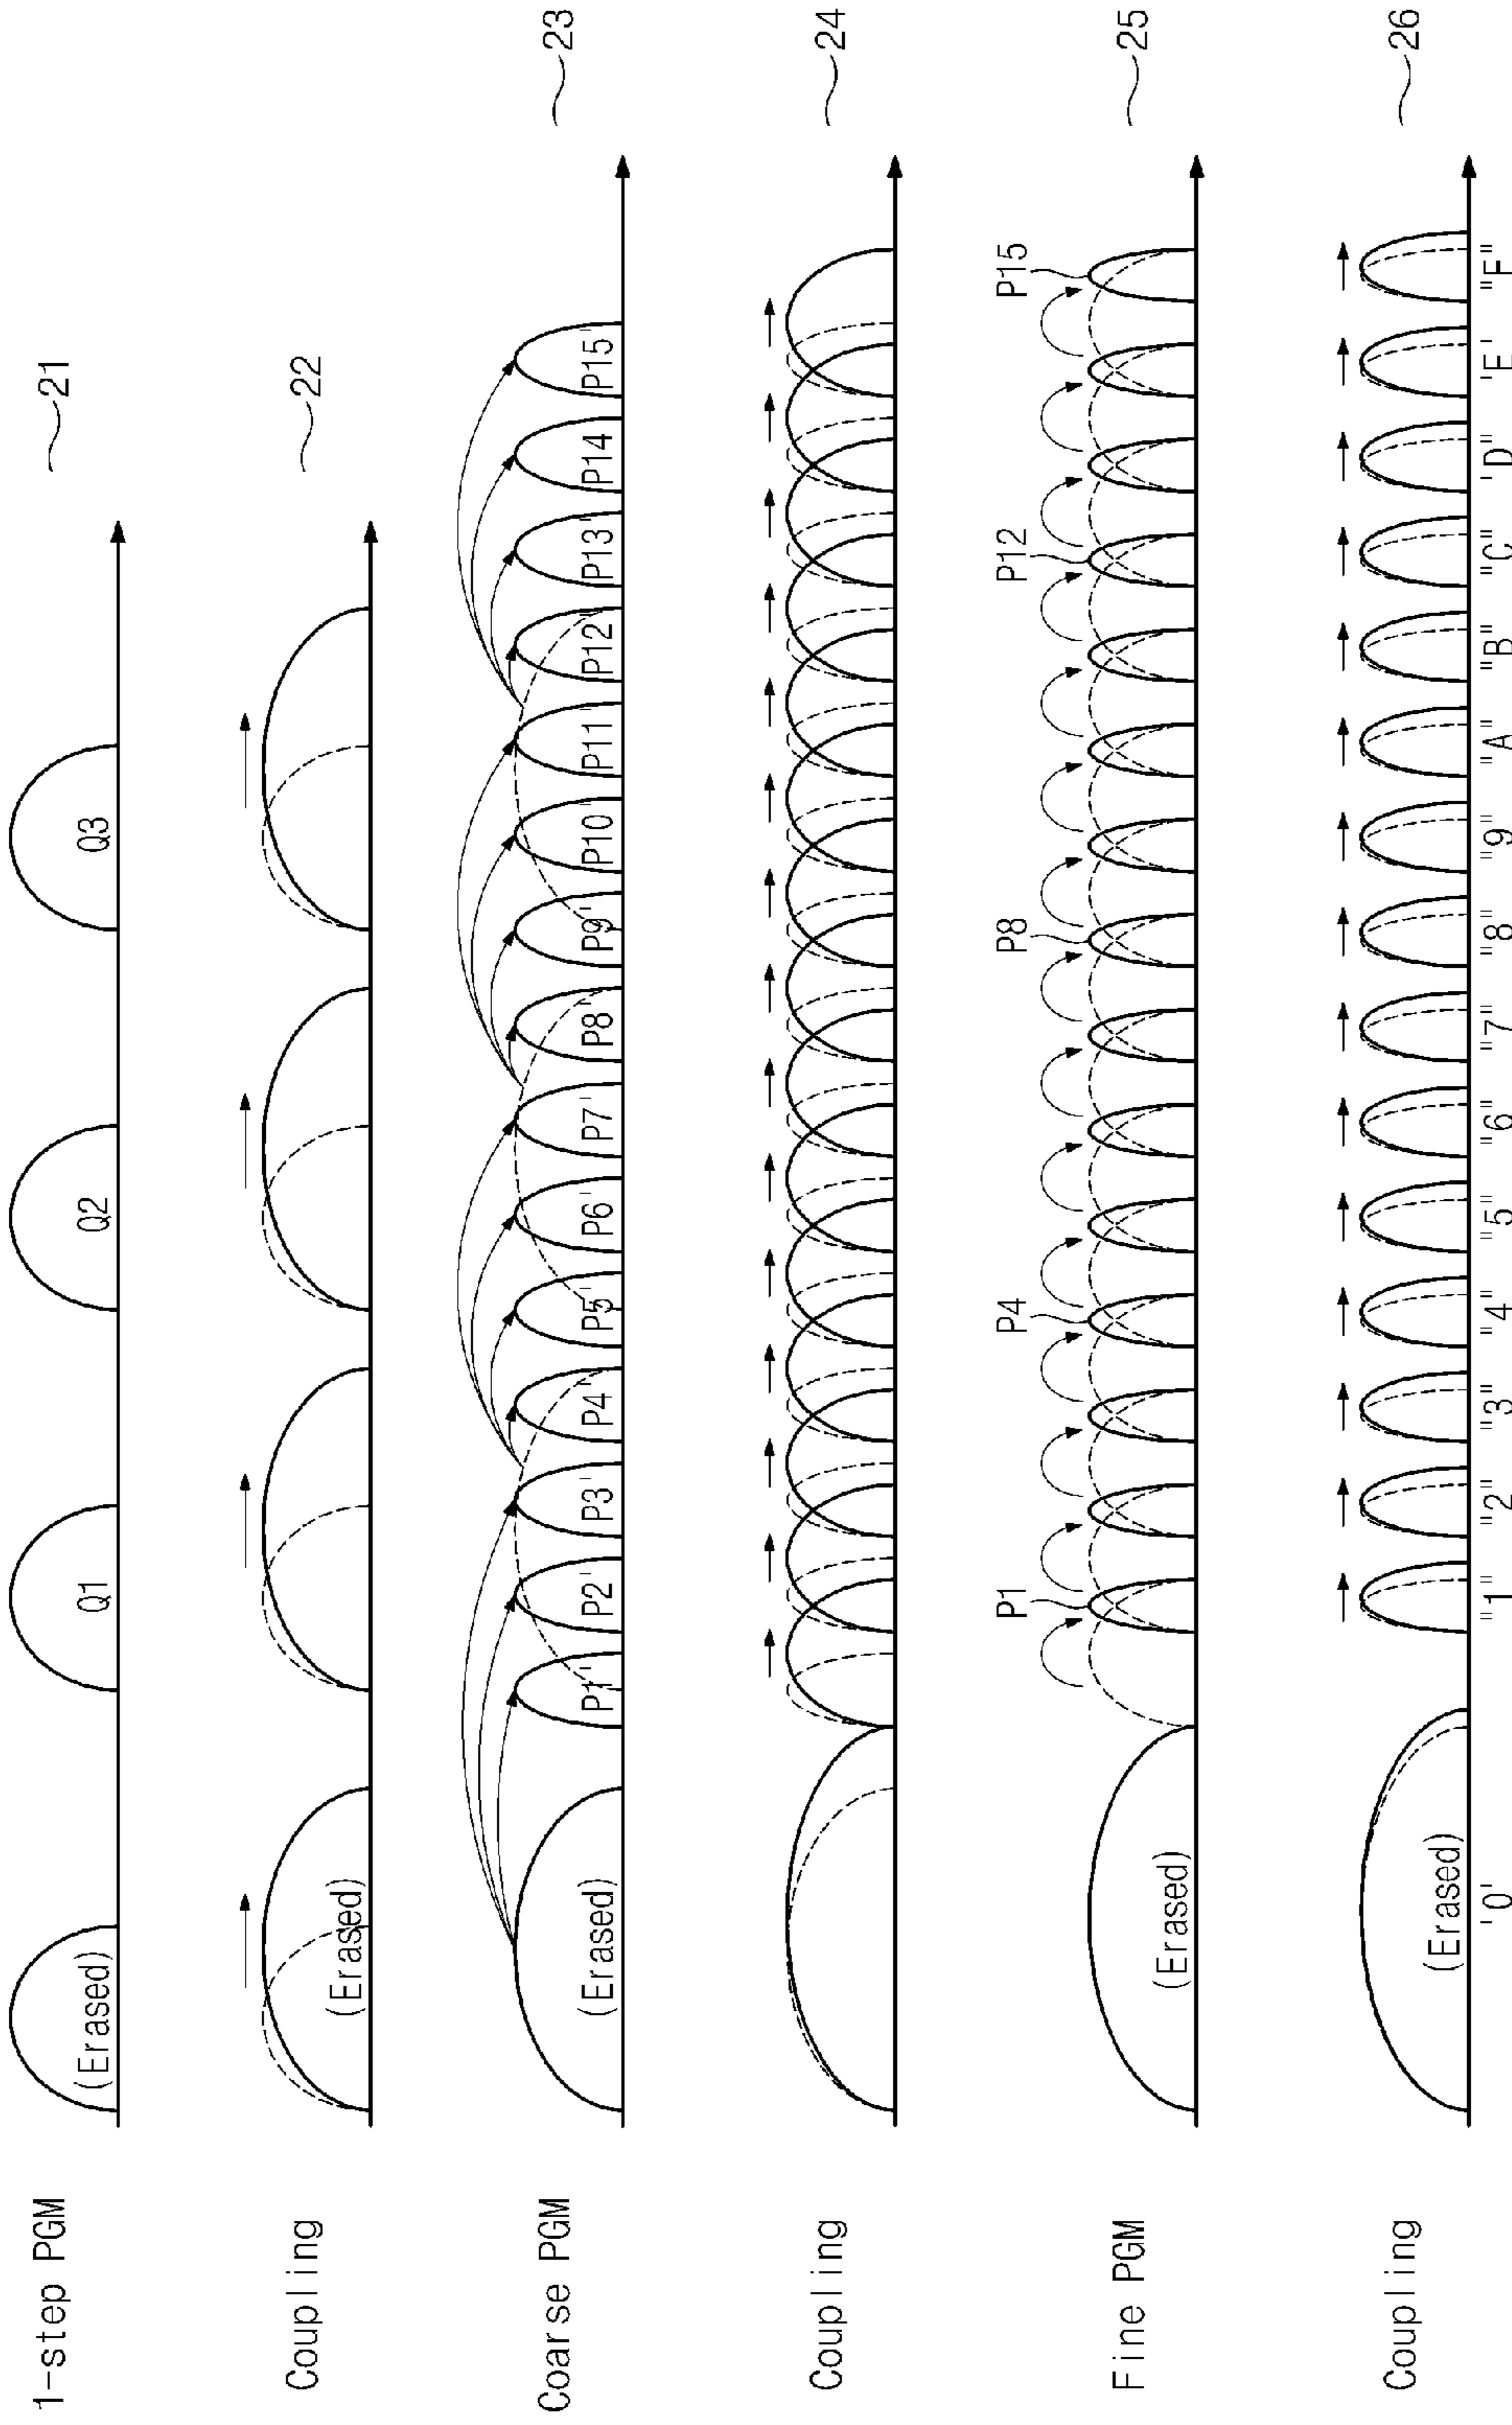 1-step PGM
(Erased)
Q1
Q2
Q3
21
Coupling
(Erased)
22
Coarse PGM
(Erased)
P1'
P2'
P3'
P4'
P5'
P6'
P7'
P8'
P9'
P10'
P11'
P12'
P13'
P14'
P15'
23
Coupling
24
Fine PGM
(Erased)
P1
P4
P8
P12
P15
25
Coupling
(Erased)
26
'0'
"1"
"2"
"3"
"4"
"5"
"6"
"7"
"8"
"9"
"A"
"B"
"C"
'D"
'E'
"F"